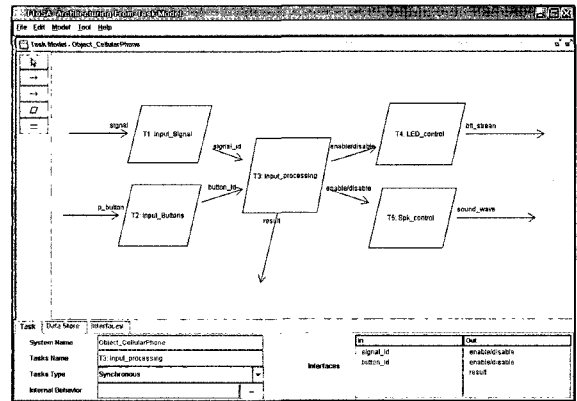 File Edit Model Tool Help
Task Model - Object_CellularPhone
signal
T1: Input_Signal
signal_id
enable/disable
T4: LED_control
bit_stream
T3: Input_processing
p_button
T2: Input_Buttons
button_id
enable/disable
T5: Spk_control
sound_wave
result
Task Data Store Interfaces
System Name Object_CellularPhone
Tasks Name T3: Input_processing
Tasks Type Synchronous
Internal Behavior
Interfaces
In Out
signal_id enable/disable
button_id enable/disable
result